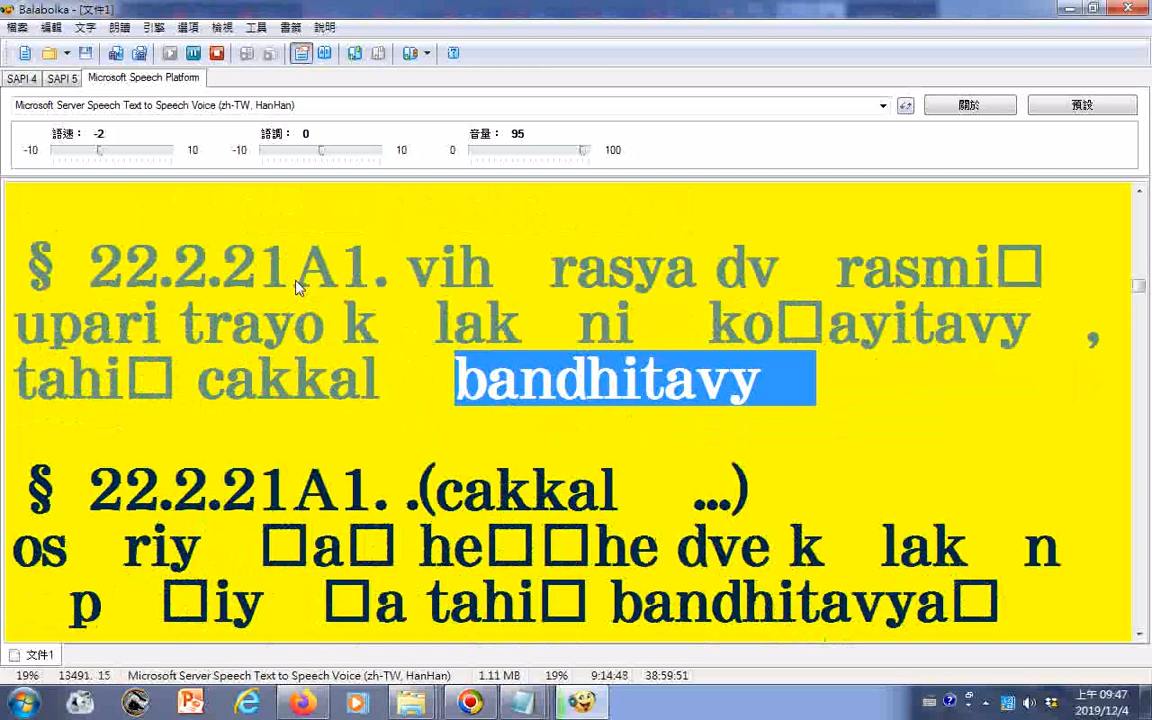 Balabolka - [文件1]
檔案 編輯 文字 朗讀 引擎 選項 檢視 工具 書籤 說明
SAPI 4 SAPI 5 Microsoft Speech Platform
Microsoft Server Speech Text to Speech Voice (zh-TW, HanHan) 關於 預設
語速： -2 語調： 0 音量： 95
-10 10 -10 10 0 100
§ 22.2.21A1. vih rasya dv rasmi□
upari trayo k lak ni ko□ayitavy ,
tahi□ cakkal bandhitavy
§ 22.2.21A1. .(cakkal ...)
os riy □a□ he□□he dve k lak n
p □iy □a tahi□ bandhitavya□
文件1
19% 13491: 15 Microsoft Server Speech Text to Speech Voice (zh-TW, HanHan) 1.11 MB 19% 9:14:48 38:59:51
上午 09:47
2019/12/4